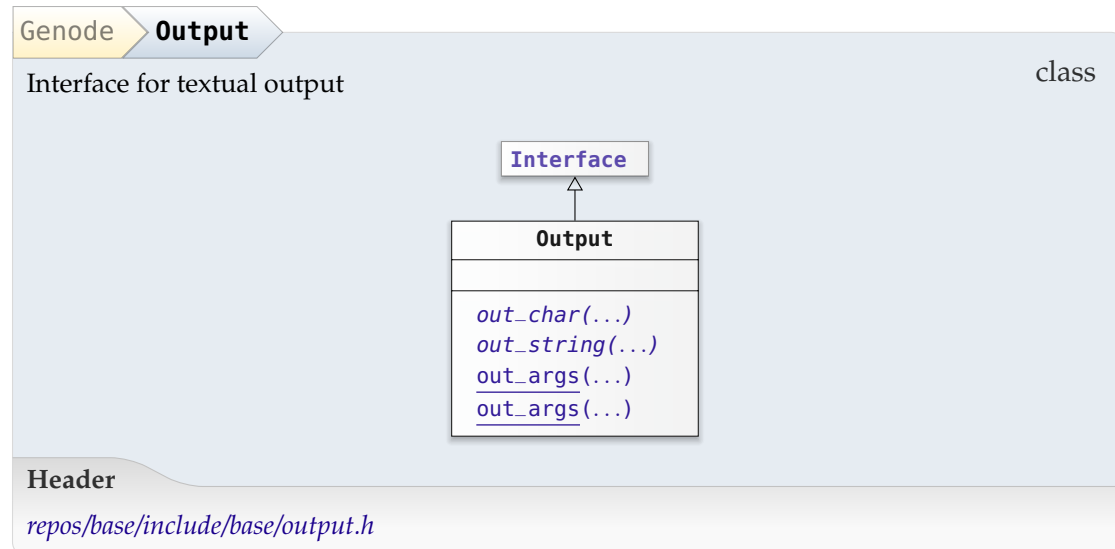 Genode Output
class
Interface for textual output
Interface
Output
out_char(...)
out_string(...)
out_args(...)
out_args(...)
Header
repos/base/include/base/output.h